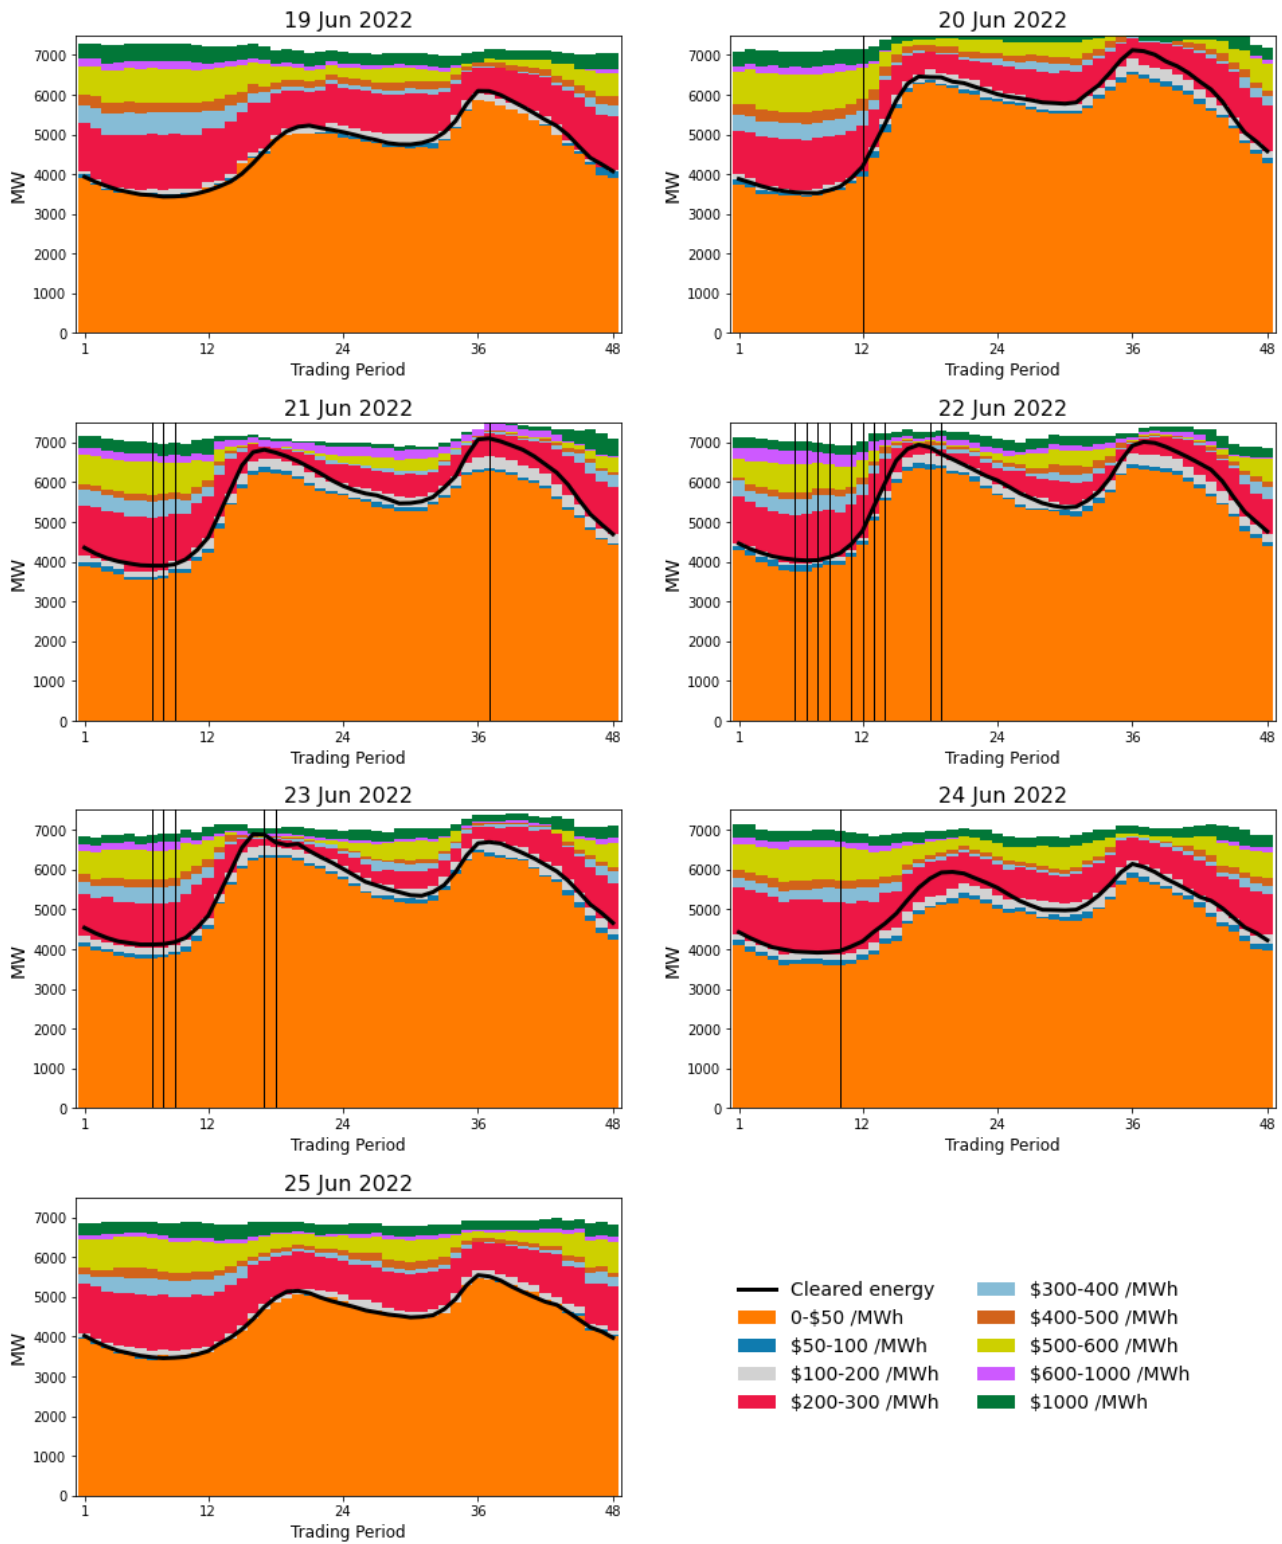 19 Jun 2022
20 Jun 2022
MW
7000
6000
5000
4000
3000
2000
1000
0
1 12 24 36 48
Trading Period
MW
7000
6000
5000
4000
3000
2000
1000
0
1 12 24 36 48
Trading Period
21 Jun 2022
22 Jun 2022
MW
7000
6000
5000
4000
3000
2000
1000
0
1 12 24 36 48
Trading Period
MW
7000
6000
5000
4000
3000
2000
1000
0
1 12 24 36 48
Trading Period
23 Jun 2022
24 Jun 2022
MW
7000
6000
5000
4000
3000
2000
1000
0
1 12 24 36 48
Trading Period
MW
7000
6000
5000
4000
3000
2000
1000
0
1 12 24 36 48
Trading Period
25 Jun 2022
MW
7000
6000
5000
4000
3000
2000
1000
0
1 12 24 36 48
Trading Period
Cleared energy
0-$50 /MWh
$50-100 /MWh
$100-200 /MWh
$200-300 /MWh
$300-400 /MWh
$400-500 /MWh
$500-600 /MWh
$600-1000 /MWh
$1000 /MWh